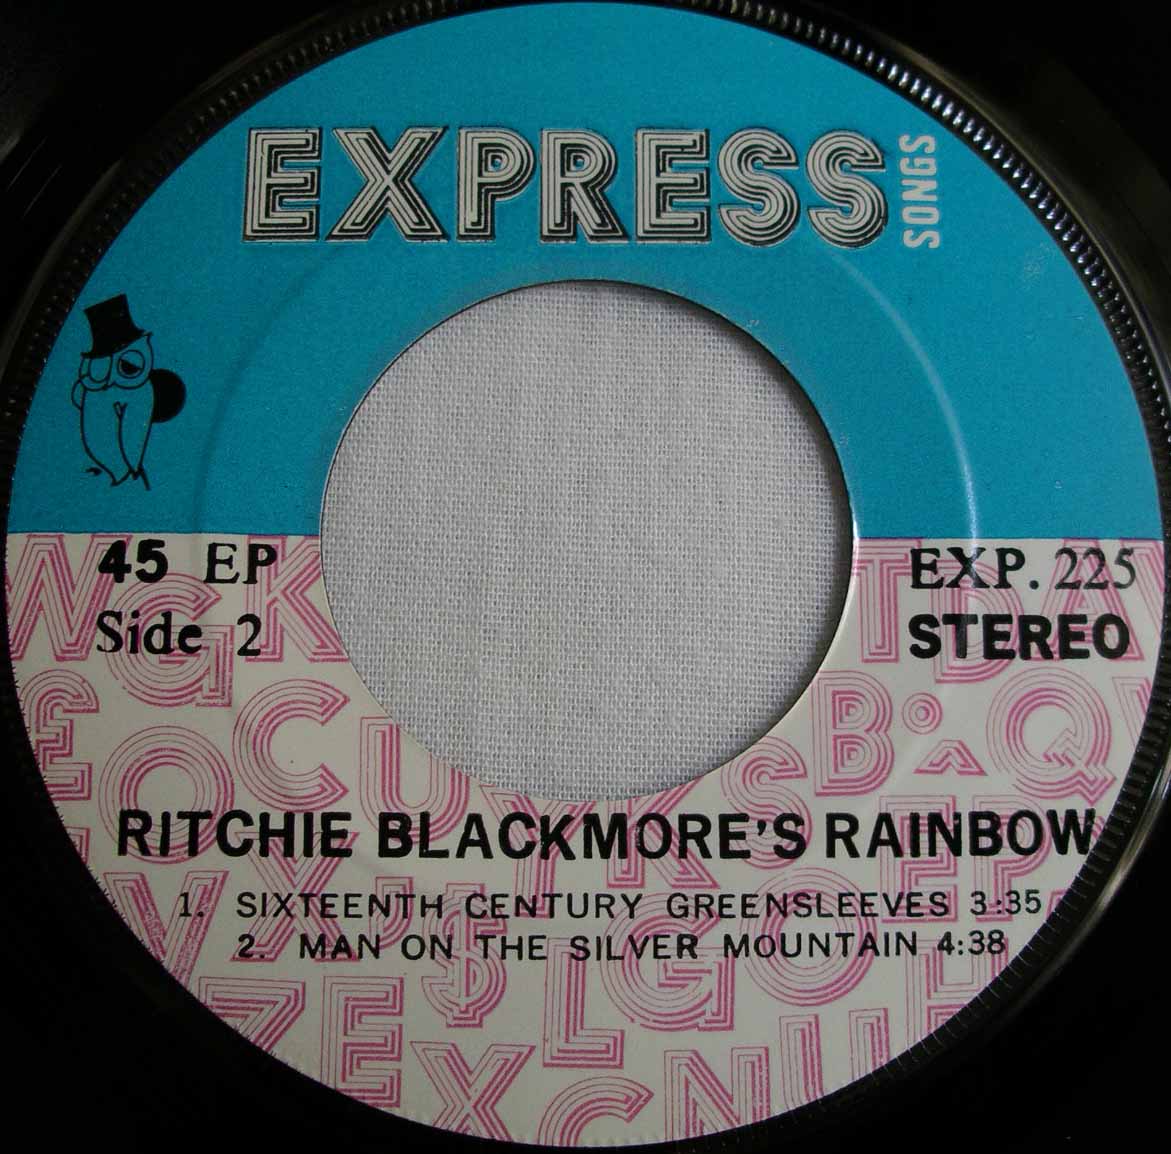 EXPRESS SONGS
45 EP
Side 2
EXP. 225
STEREO
RITCHIE BLACKMORE'S RAINBOW
1. SIXTEENTH CENTURY GREENSLEEVES 3:35
2. MAN ON THE SILVER MOUNTAIN 4:38